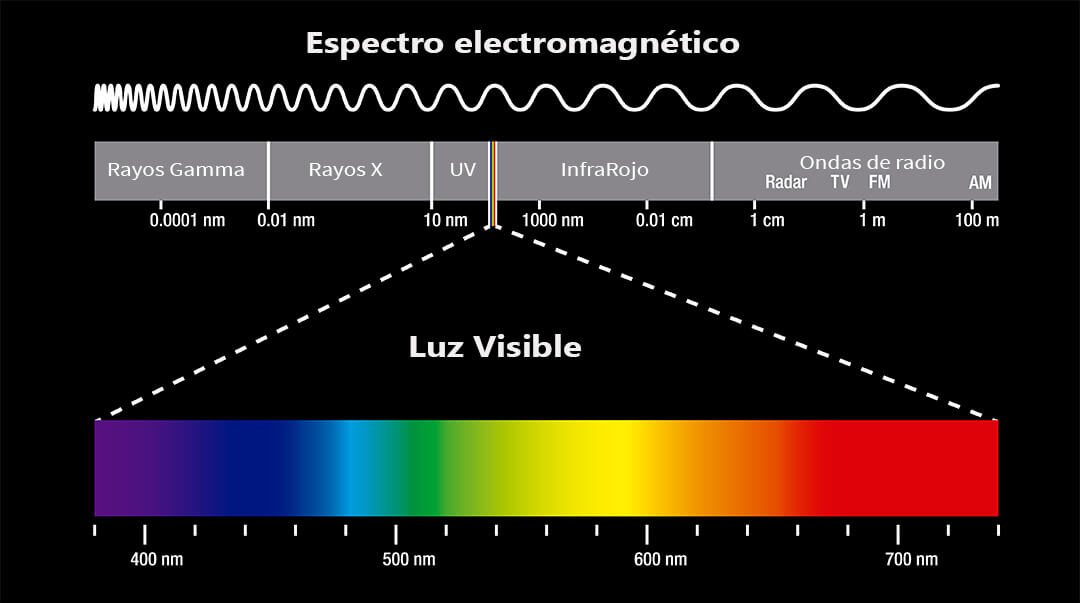 Espectro electromagnético
Rayos Gamma Rayos X UV InfraRojo Ondas de radio
Radar TV FM AM
0.0001 nm 0.01 nm 10 nm 1000 nm 0.01 cm 1 cm 1 m 100 m
Luz Visible
400 nm 500 nm 600 nm 700 nm